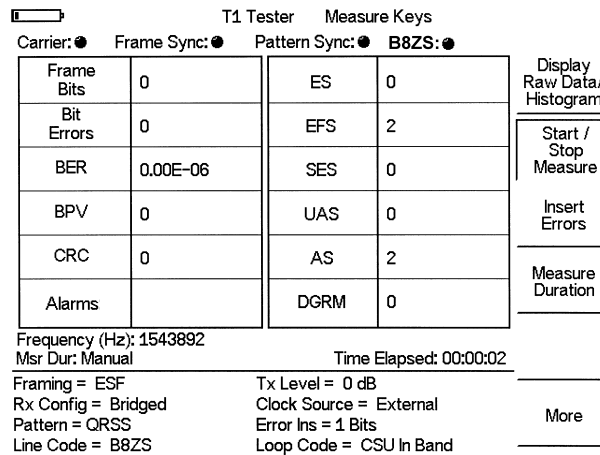 T1 Tester Measure Keys
Carrier: Frame Sync: Pattern Sync: B8ZS:
Frame Bits 0 ES 0
Bit Errors 0 EFS 2
BER 0.00E-06 SES 0
BPV 0 UAS 0
CRC 0 AS 2
Alarms DGRM 0
Frequency (Hz): 1543892
Msr Dur: Manual Time Elapsed: 00:00:02
Framing = ESF Tx Level = 0 dB
Rx Config = Bridged Clock Source = External
Pattern = QRSS Error Ins = 1 Bits
Line Code = B8ZS Loop Code = CSU In Band
Display
Raw Data/
Histogram
Start /
Stop
Measure
Insert
Errors
Measure
Duration
More